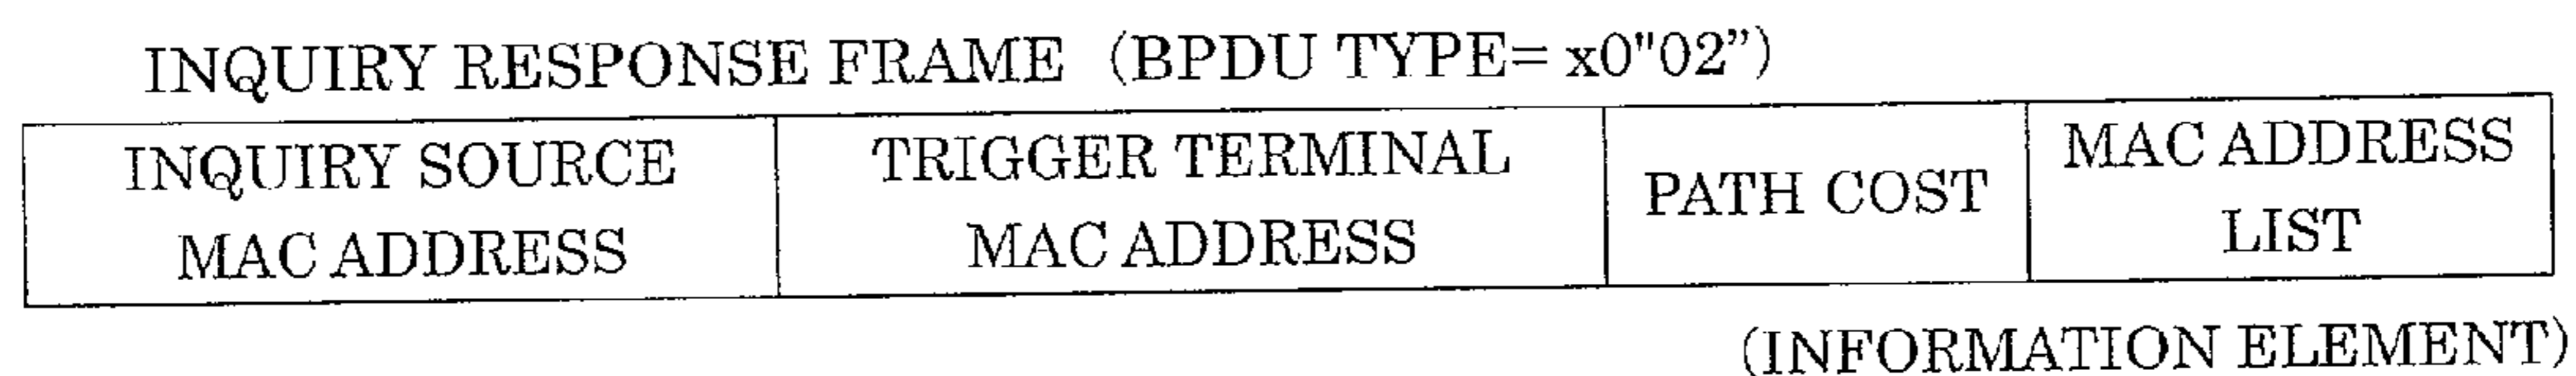 INQUIRY RESPONSE FRAME (BPDU TYPE= x0"02”)
INQUIRY SOURCE
MAC ADDRESS
TRIGGER TERMINAL
MAC ADDRESS
PATH COST
MAC ADDRESS
LIST
(INFORMATION ELEMENT)